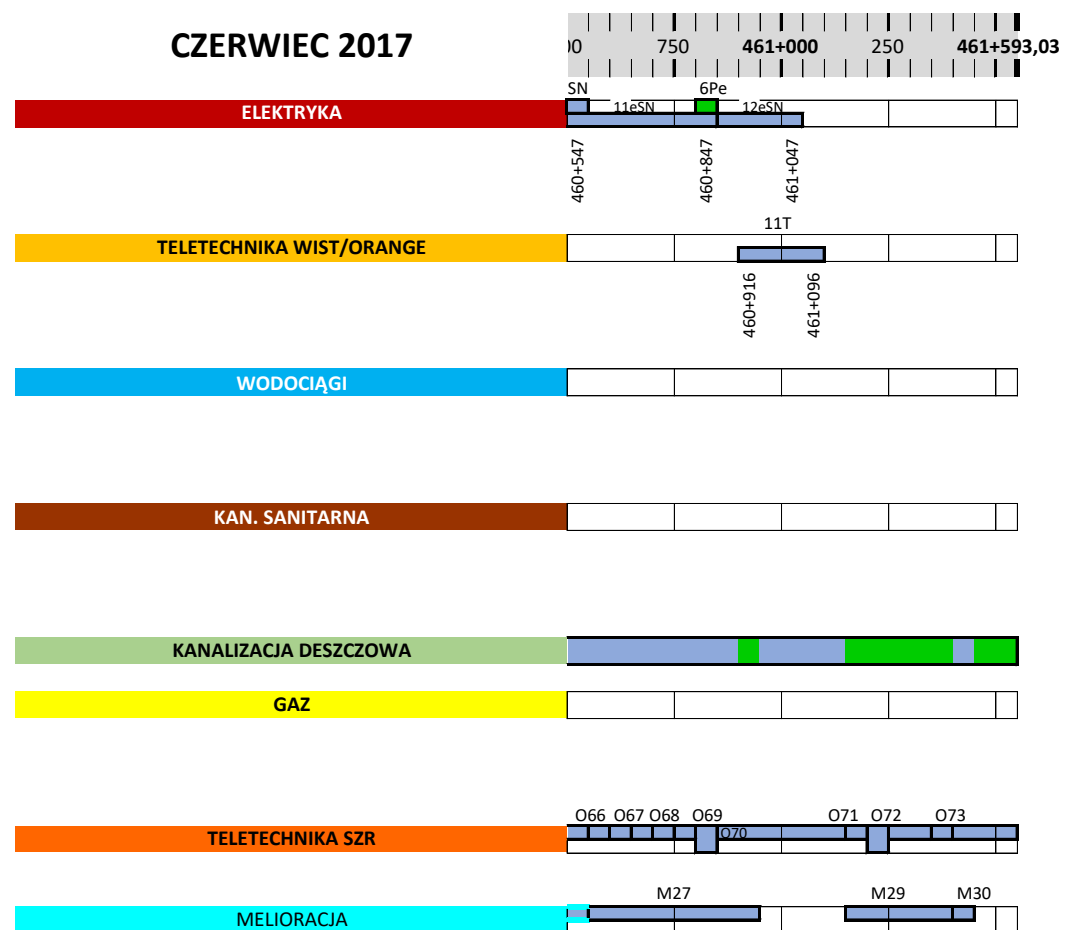 CZERWIEC 2017
00 750 461+000 250 461+593,03
SN 6Pe
ELEKTRYKA 11eSN 12eSN
460+547 460+847 461+047
11T
TELETECHNIKA WIST/ORANGE
460+916 461+096
WODOCIĄGI
KAN. SANITARNA
KANALIZACJA DESZCZOWA
GAZ
O66 O67 O68 O69 O71 O72 O73
TELETECHNIKA SZR O70
M27 M29 M30
MELIORACJA